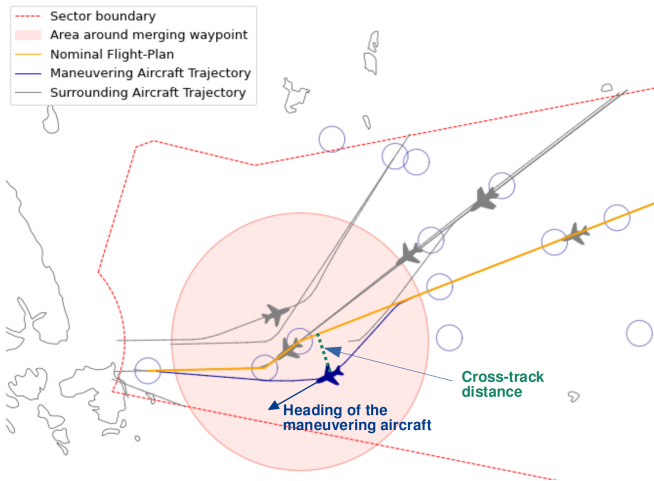 Sector boundary
Area around merging waypoint
Nominal Flight-Plan
Maneuvering Aircraft Trajectory
Surrounding Aircraft Trajectory
Cross-track
distance
Heading of the
maneuvering aircraft